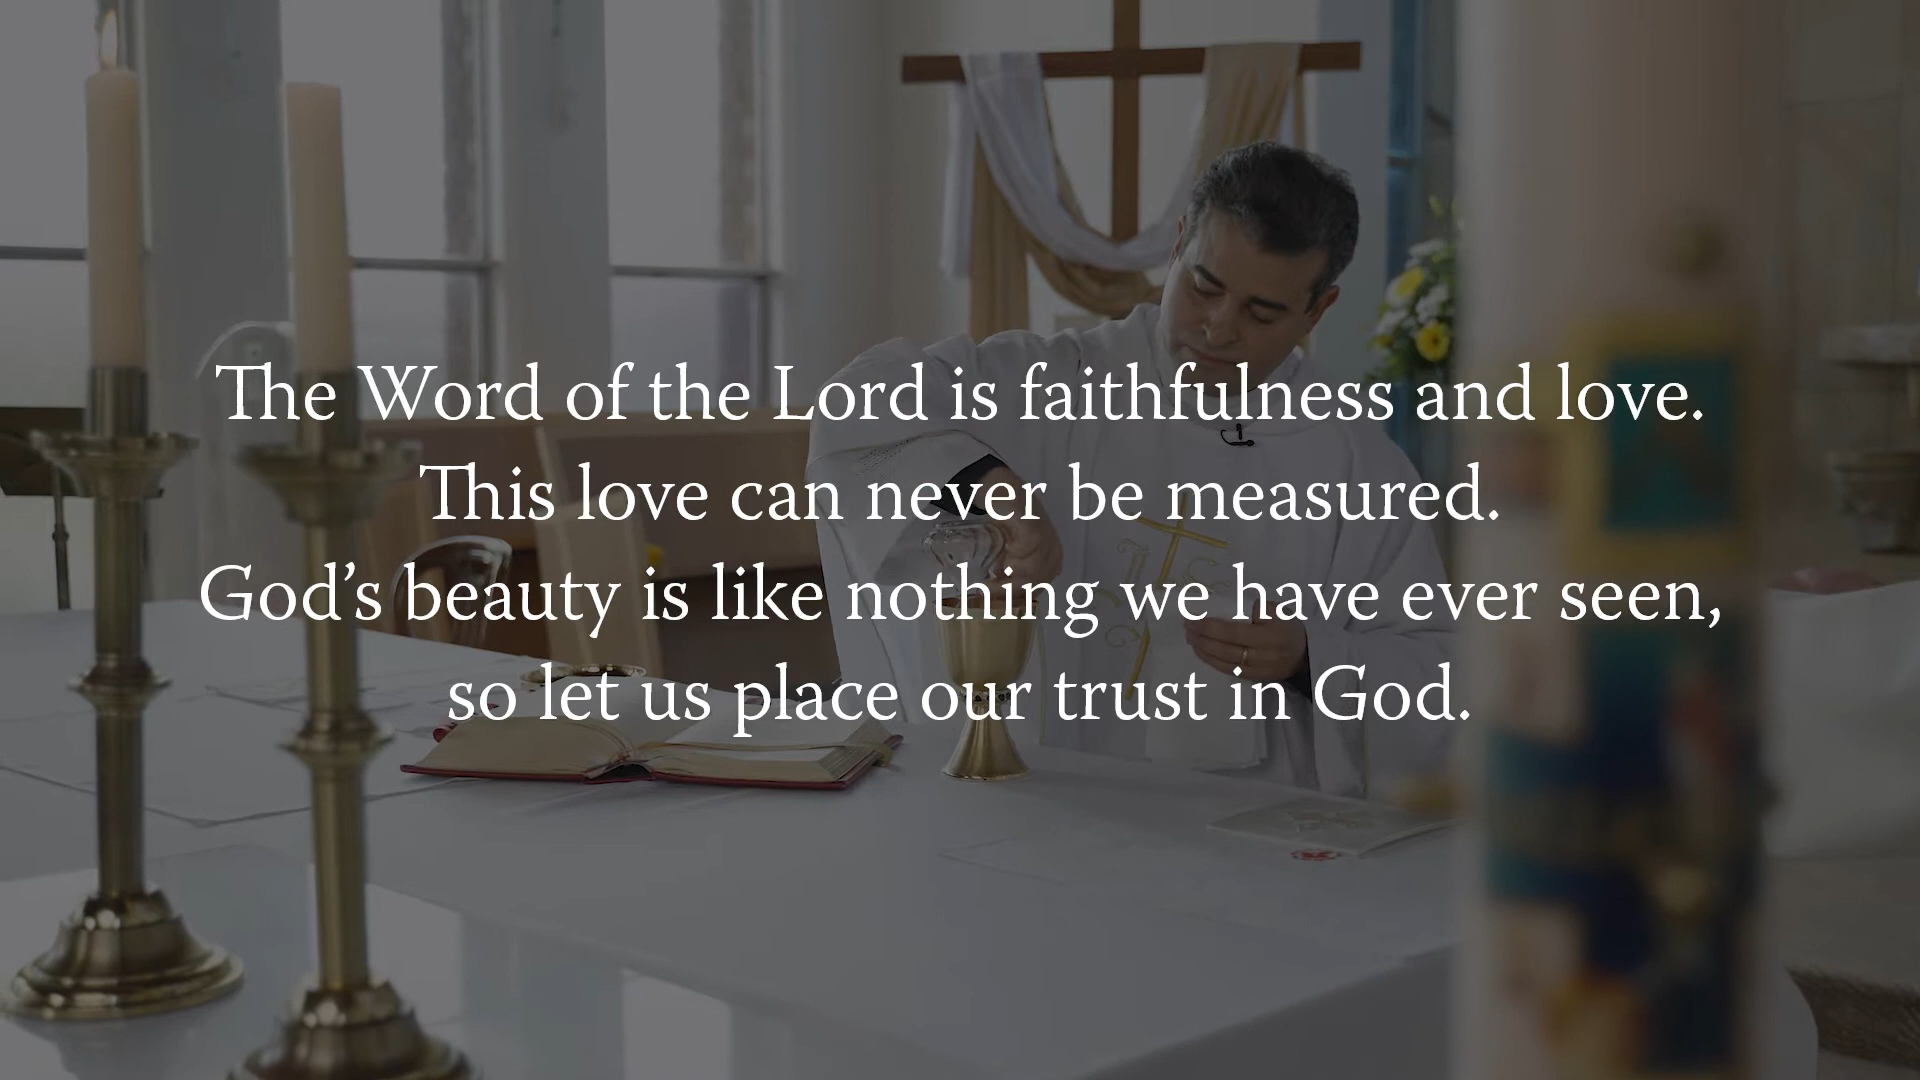 The Word of the Lord is faithfulness and love.
This love can never be measured.
God’s beauty is like nothing we have ever seen,
so let us place our trust in God.